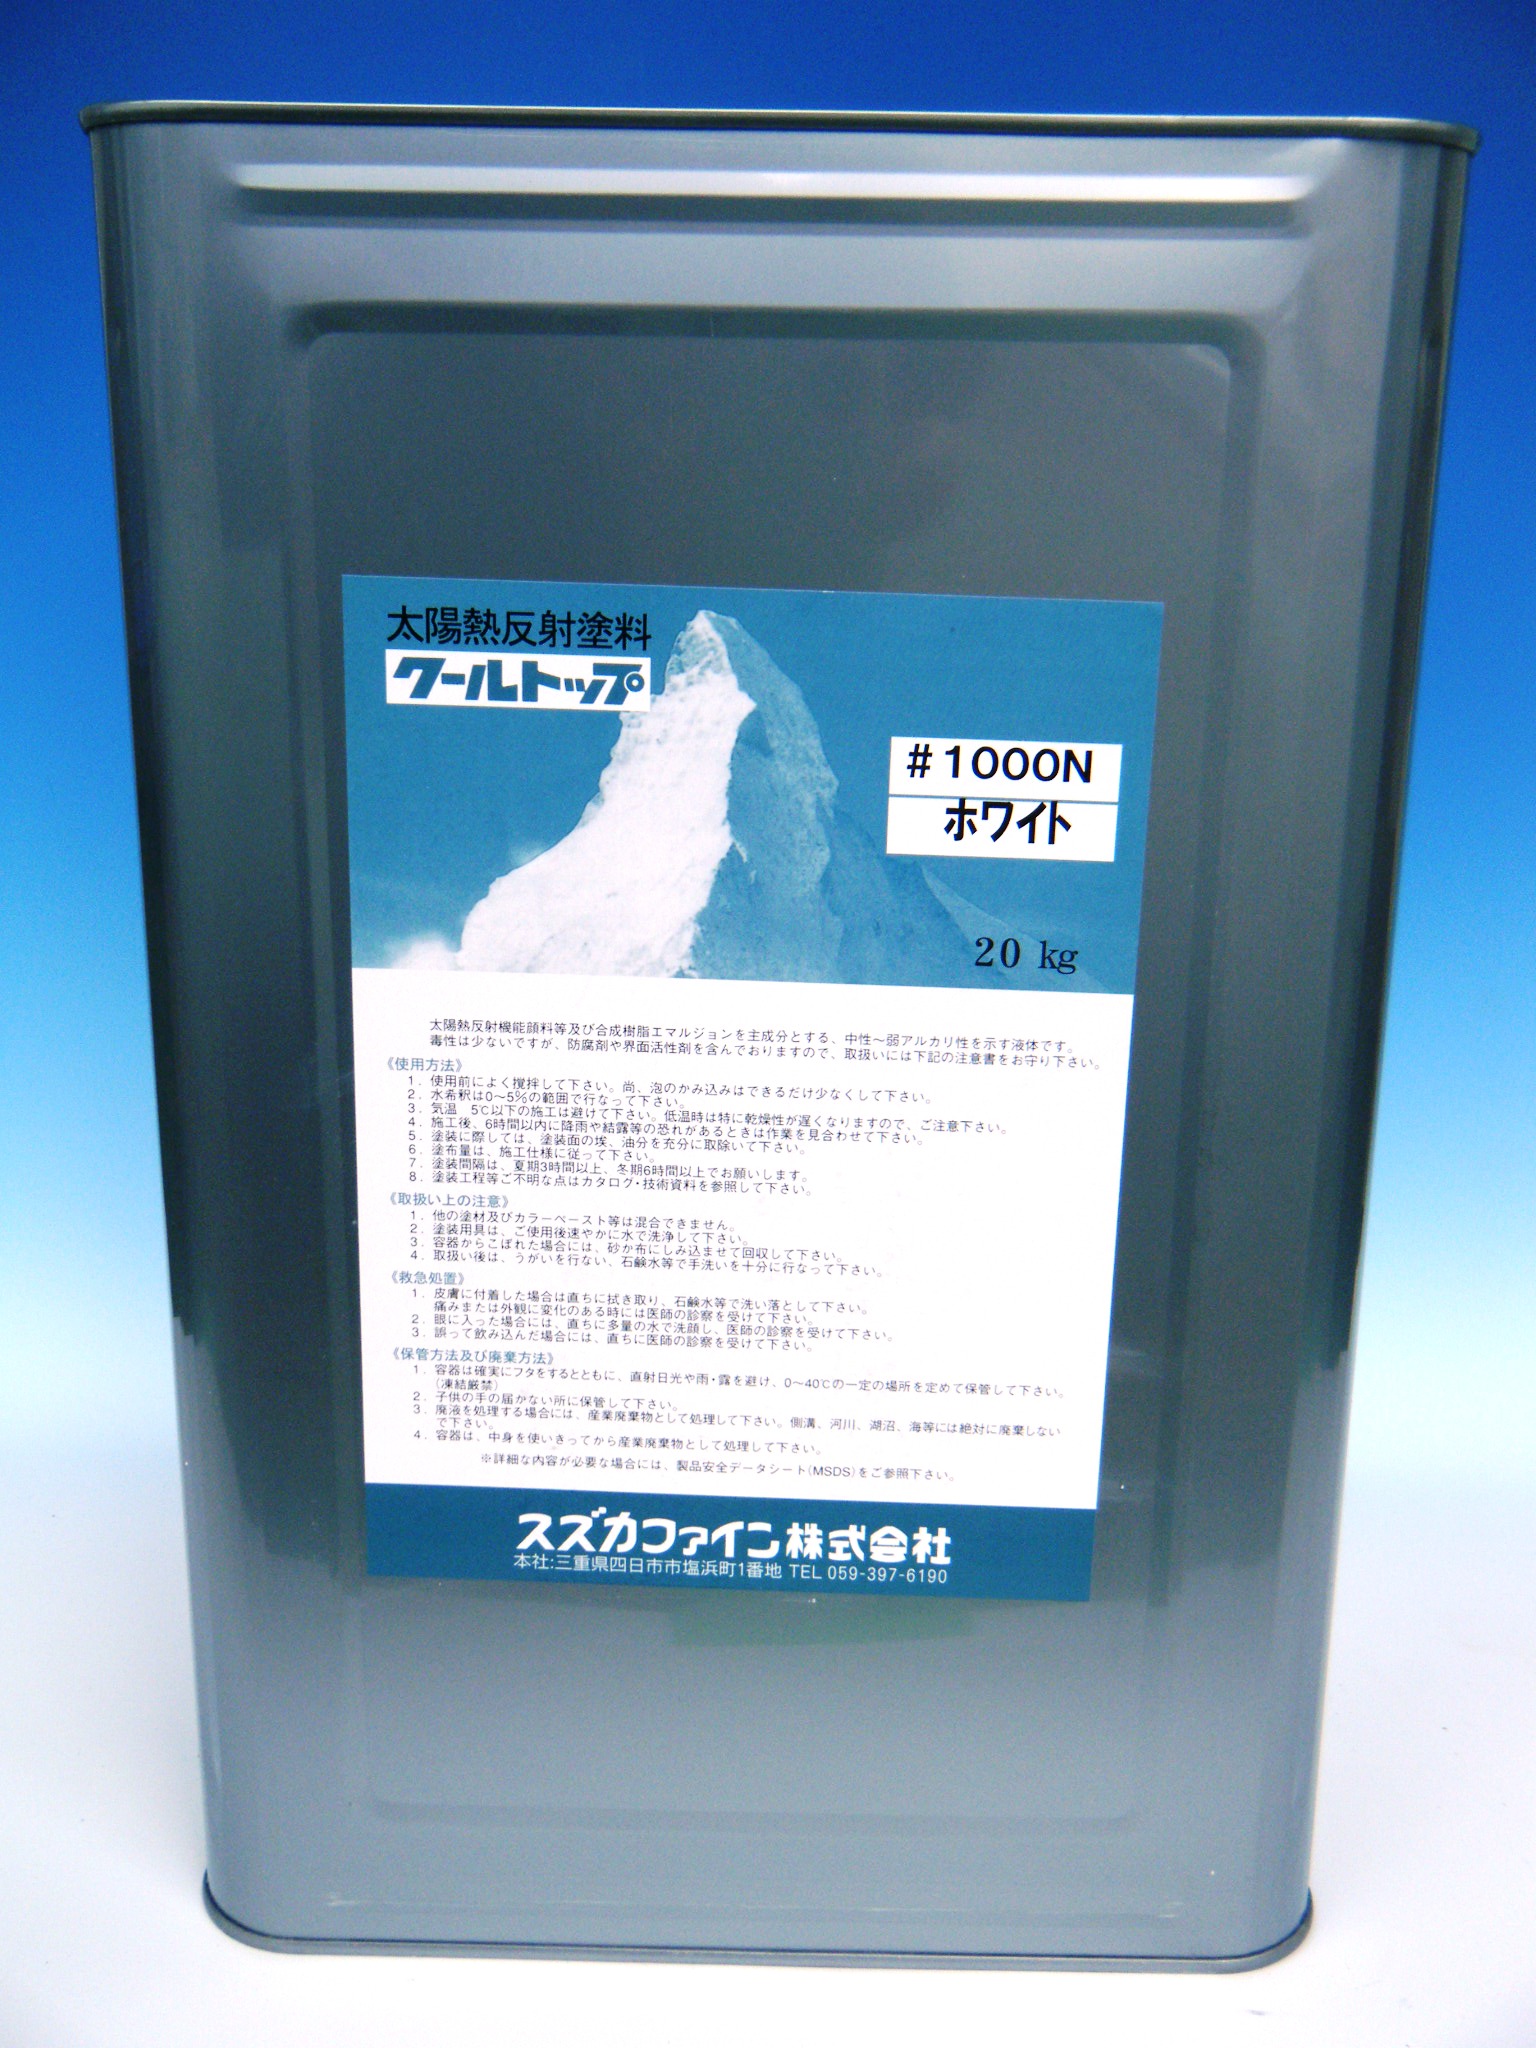 太陽熱反射塗料
クールトップ
#1000N
ホワイト
20 kg
太陽熱反射機能顔料等及び合成樹脂エマルジョンを主成分とする、中性～弱アルカリ性を示す液体です。
毒性は少ないですが、防腐剤や界面活性剤を含んでおりますので、取扱いには下記の注意書をお守り下さい。
《使用方法》
1. 使用前によく撹拌して下さい。尚、泡のかみ込みはできるだけ少なくして下さい。
2. 水希釈は0～5%の範囲で行なって下さい。
3. 気温 5℃以下の施工は避けて下さい。低温時は特に乾燥性が遅くなりますので、ご注意下さい。
4. 施工後、6時間以内に降雨や結露等の恐れがあるときは作業を見合わせて下さい。
5. 塗装に際しては、塗装面の埃、油分を充分に取除いて下さい。
6. 塗布量は、施工仕様に従って下さい。
7. 塗装間隔は、夏期3時間以上、冬期6時間以上でお願いします。
8. 塗装工程等ご不明な点はカタログ・技術資料を参照して下さい。
《取扱い上の注意》
1. 他の塗材及びカラーペースト等は混合できません。
2. 塗装用具は、ご使用後速やかに水で洗浄して下さい。
3. 容器からこぼれた場合には、砂か布にしみ込ませて回収して下さい。
4. 取扱い後は、うがいを行ない、石鹸水等で手洗いを十分に行なって下さい。
《救急処置》
1. 皮膚に付着した場合は直ちに拭き取り、石鹸水等で洗い落として下さい。
痛みまたは外観に変化のある時には医師の診察を受けて下さい。
2. 眼に入った場合には、直ちに多量の水で洗顔し、医師の診察を受けて下さい。
3. 誤って飲み込んだ場合には、直ちに医師の診察を受けて下さい。
《保管方法及び廃棄方法》
1. 容器は確実にフタをするとともに、直射日光や雨・露を避け、0～40℃の一定の場所を定めて保管して下さい。
(凍結厳禁)
2. 子供の手の届かない所に保管して下さい。
3. 廃液を処理する場合には、産業廃棄物として処理して下さい。側溝、河川、湖沼、海等には絶対に廃棄しない
で下さい。
4. 容器は、中身を使いきってから産業廃棄物として処理して下さい。
※詳細な内容が必要な場合には、製品安全データシート(MSDS)をご参照下さい。
スズカファイン株式会社
本社:三重県四日市市塩浜町1番地 TEL 059-397-6190